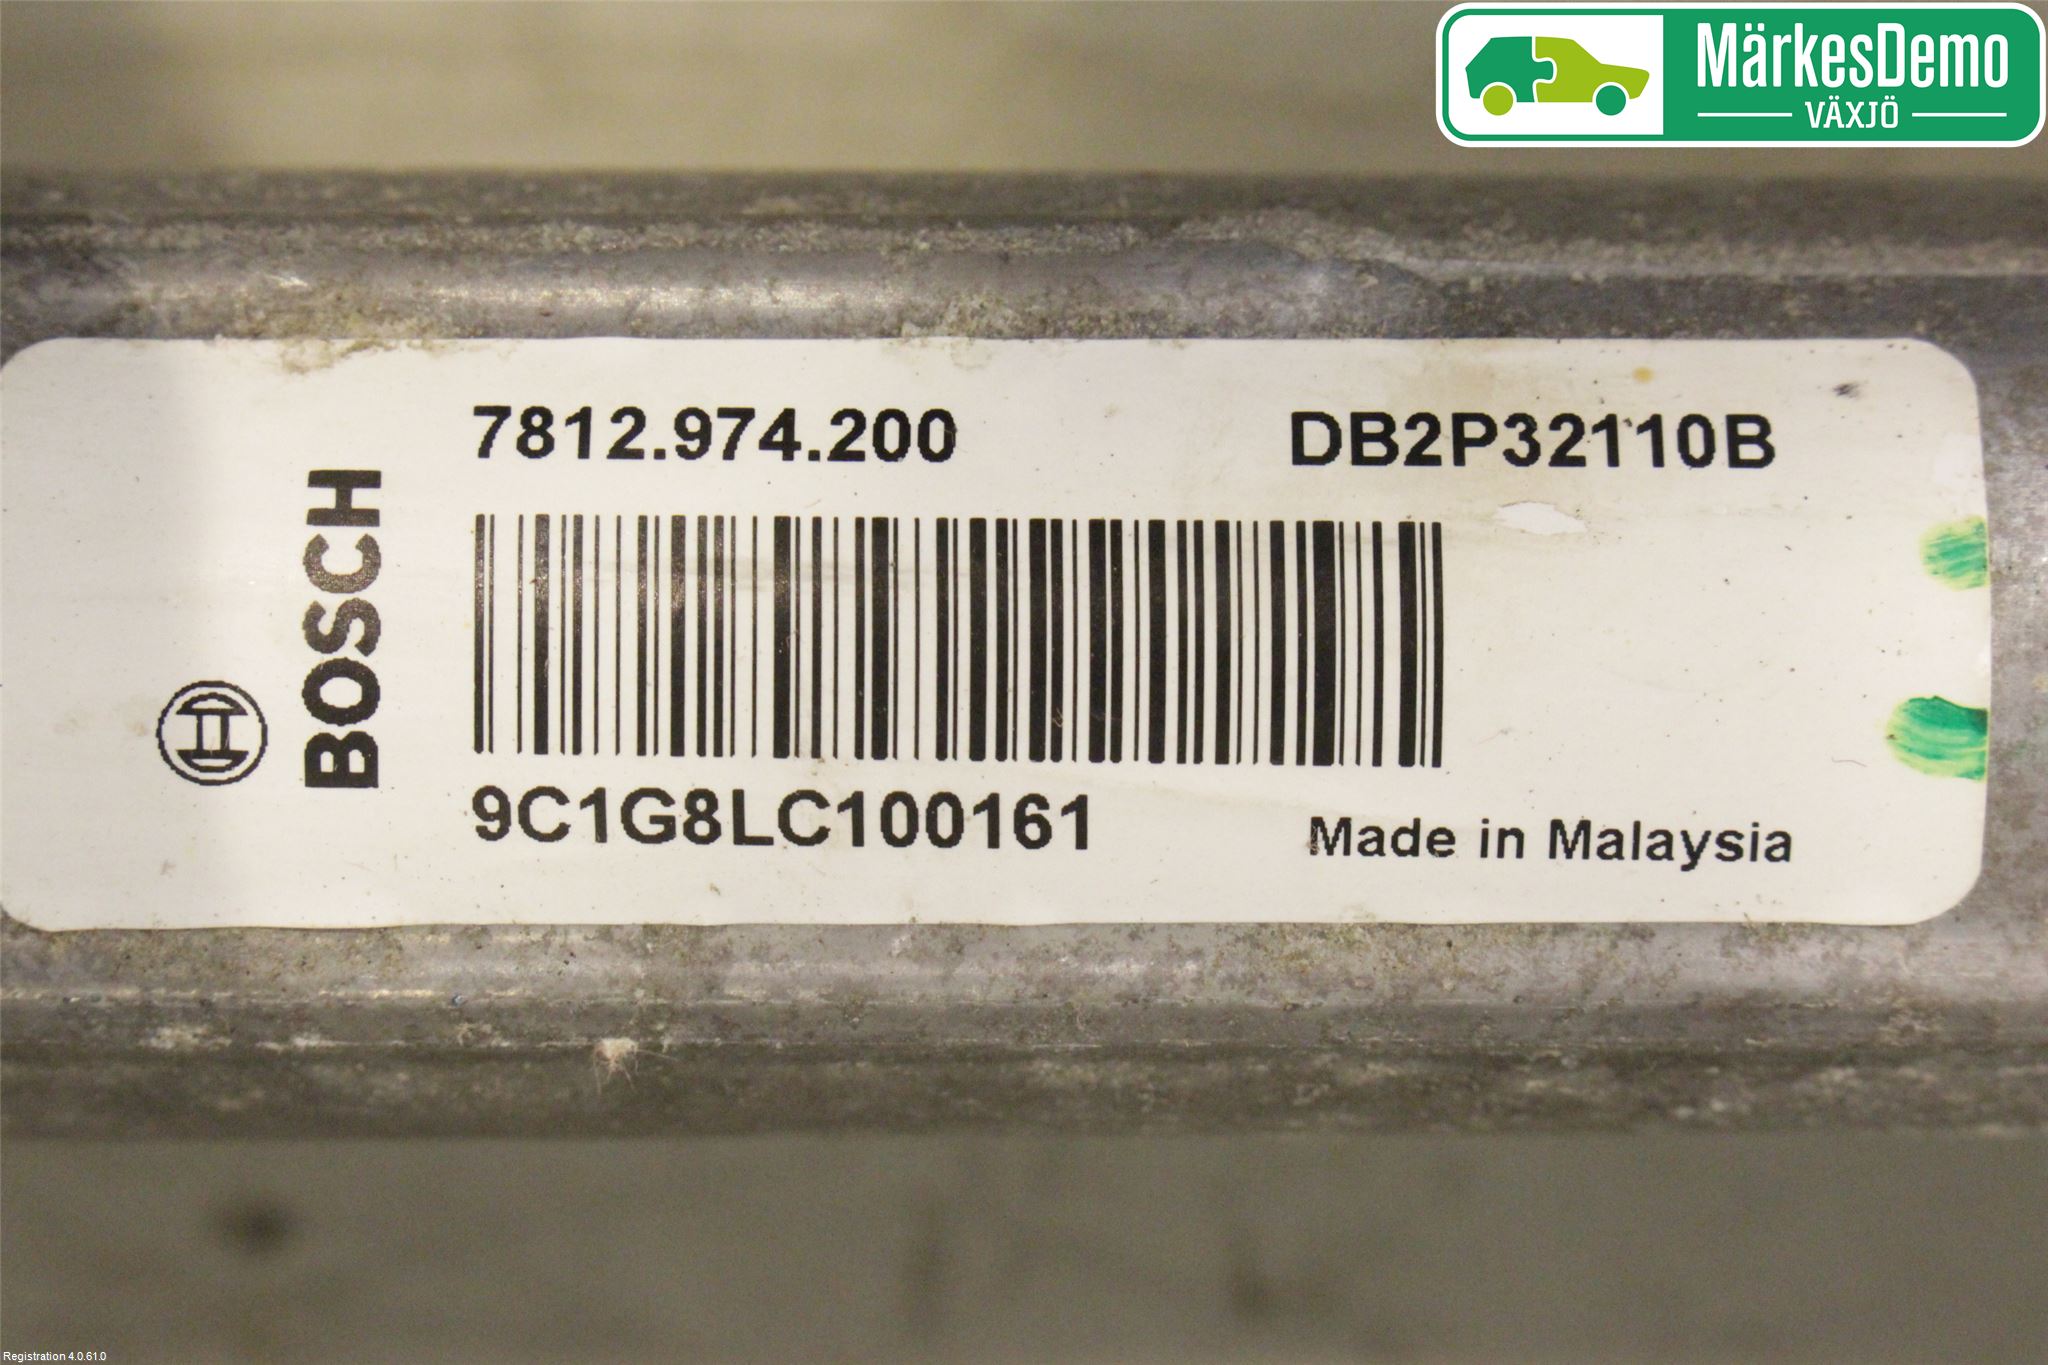 MärkesDemo
VÄXJÖ
7812.974.200
DB2P32110B
BOSCH
9C1G8LC100161
Made in Malaysia
Registration 4.0.61.0